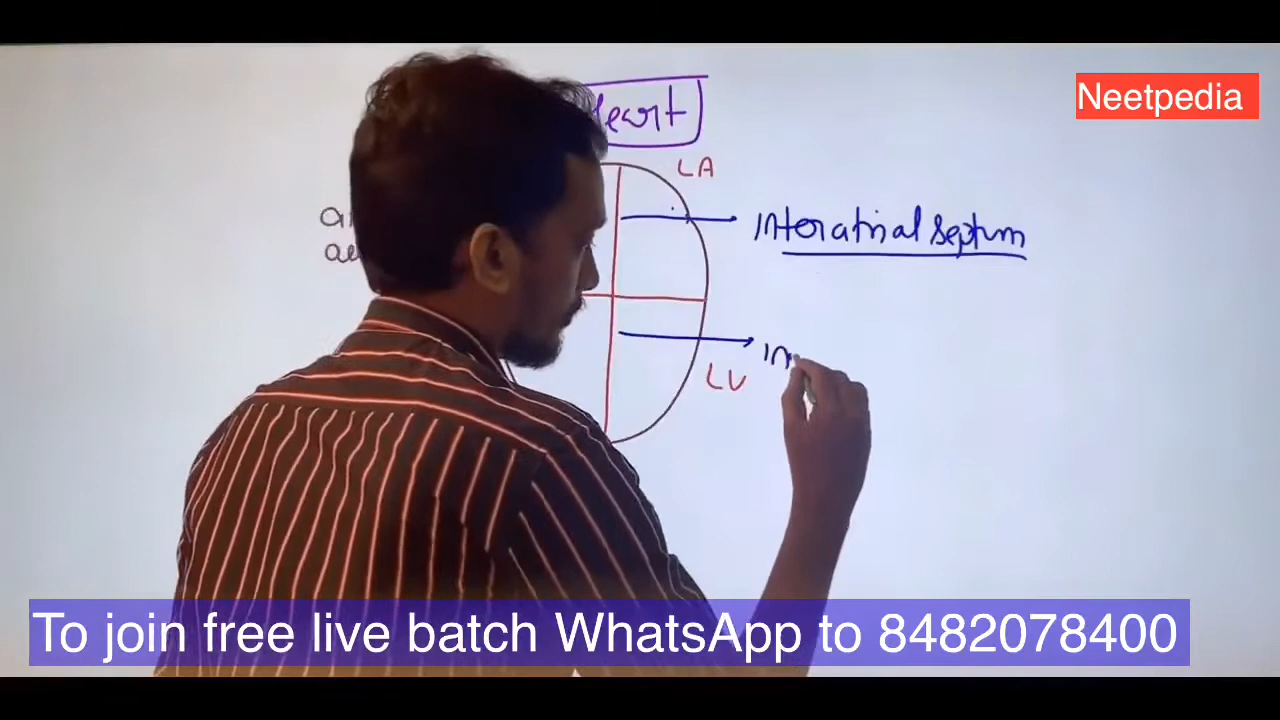 Neetpedia
Heart
LA
Interatrial septum
In
LV
To join free live batch WhatsApp to 8482078400